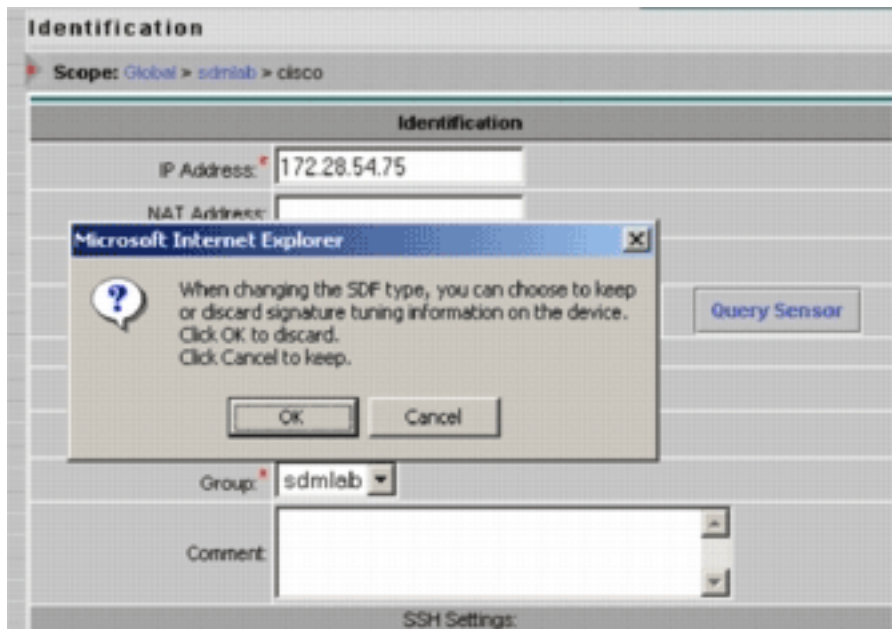 Identification
Scope: Global > sdmlab > cisco
Identification
IP Address:* 172.28.54.75
NAT Address:
Microsoft Internet Explorer
When changing the SDF type, you can choose to keep
or discard signature tuning information on the device.
Click OK to discard.
Click Cancel to keep.
Query Sensor
OK
Cancel
Group:* sdmlab
Comment:
SSH Settings: